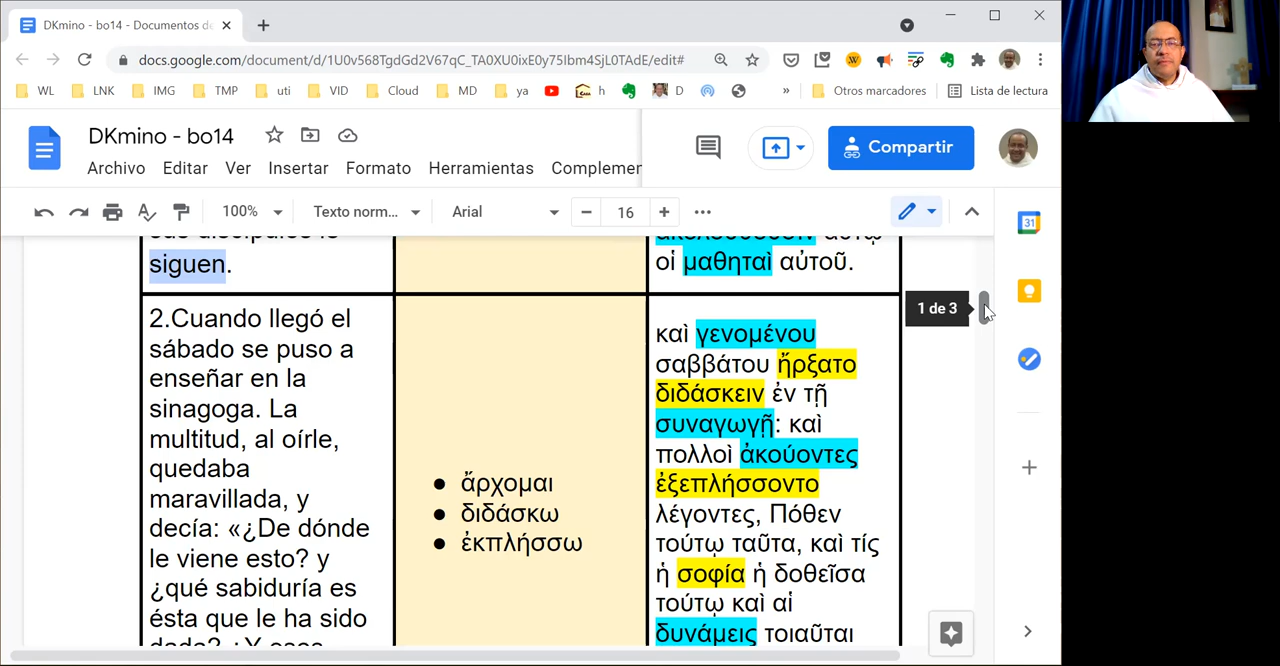 DKmino - bo14 - Documentos de
docs.google.com/document/d/1U0v568TgdGd2V67qC_TA0XU0ixE0y75Ibm4SjL0TAdE/edit#
WL LNK IMG TMP uti VID Cloud MD ya h D » Otros marcadores Lista de lectura
DKmino - bo14
Compartir
Archivo Editar Ver Insertar Formato Herramientas Complemen
100% Texto norm... Arial 16
31
siguen.
2.Cuando llegó el
sábado se puso a
enseñar en la
sinagoga. La
multitud, al oírle,
quedaba
maravillada, y
decía: «¿De dónde
le viene esto? y
¿qué sabiduría es
ésta que le ha sido
dada? ¿Y esos
● ἄρχομαι
● διδάσκω
● ἐκπλήσσω
οἱ μαθηταὶ αὐτοῦ.
καὶ γενομένου
σαββάτου ἤρξατο
διδάσκειν ἐν τῇ
συναγωγῇ: καὶ
πολλοὶ ἀκούοντες
ἐξεπλήσσοντο
λέγοντες, Πόθεν
τούτῳ ταῦτα, καὶ τίς
ἡ σοφία ἡ δοθεῖσα
τούτῳ καὶ αἱ
δυνάμεις τοιαῦται
1 de 3